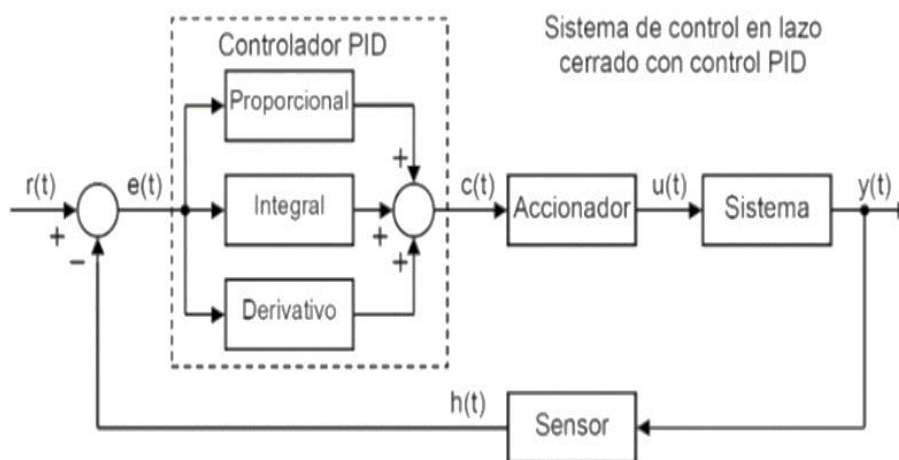 Controlador PID
Sistema de control en lazo
cerrado con control PID
Proporcional
r(t)
e(t)
Integral
c(t)
Accionador
u(t)
Sistema
y(t)
+
-
+
+
+
Derivativo
h(t)
Sensor